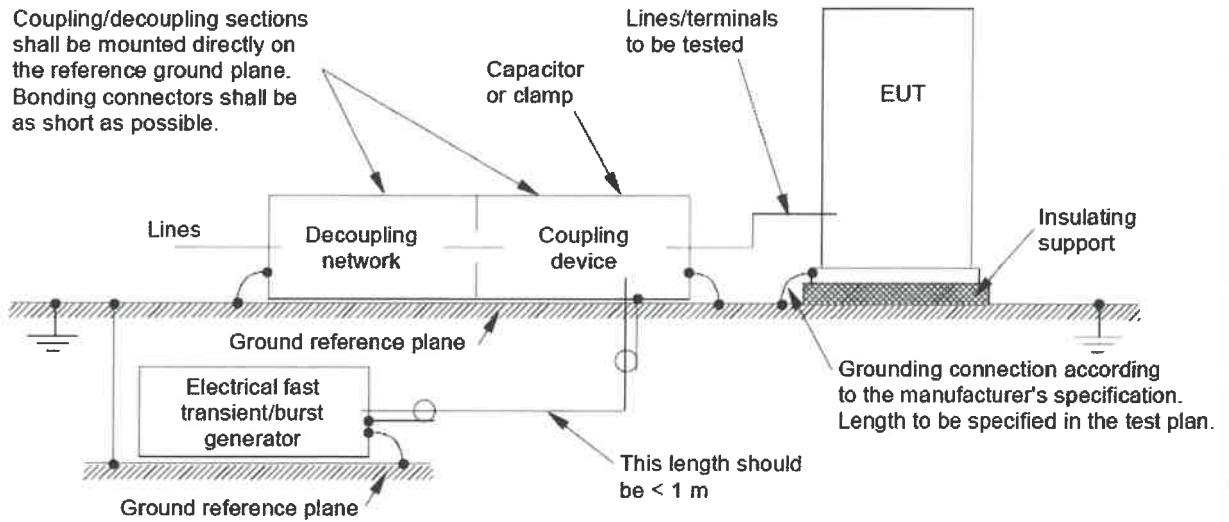 Coupling/decoupling sections
shall be mounted directly on
the reference ground plane.
Bonding connectors shall be
as short as possible.
Capacitor
or clamp
Lines/terminals
to be tested
EUT
Lines
Decoupling
network
Coupling
device
Insulating
support
Ground reference plane
Electrical fast
transient/burst
generator
Grounding connection according
to the manufacturer's specification.
Length to be specified in the test plan.
This length should
be < 1 m
Ground reference plane